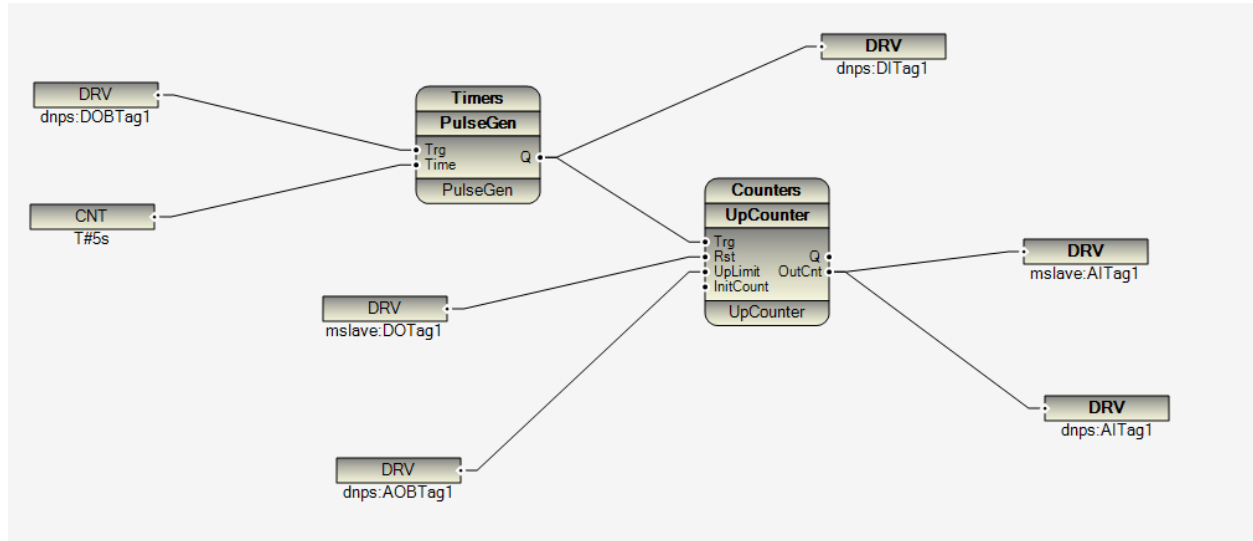 DRV
dnps:DITag1
DRV
dnps:DOBTag1
Timers
PulseGen
Trg
Time
Q
PulseGen
CNT
T#5s
Counters
UpCounter
Trg
Rst
UpLimit
InitCount
Q
OutCnt
UpCounter
DRV
mslave:AITag1
DRV
mslave:DOTag1
DRV
dnps:AITag1
DRV
dnps:AOBTag1